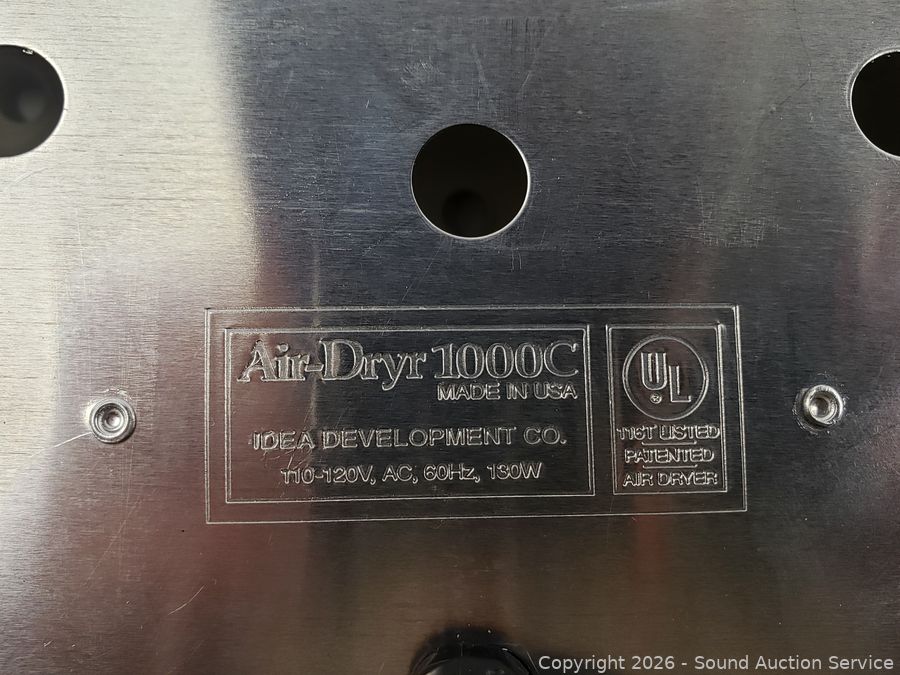 Air-Dryr 1000C
MADE IN USA
IDEA DEVELOPMENT CO.
110-120V, AC, 60Hz, 130W
UL
®
116T LISTED
PATENTED
AIR DRYER
Copyright 2026 - Sound Auction Service